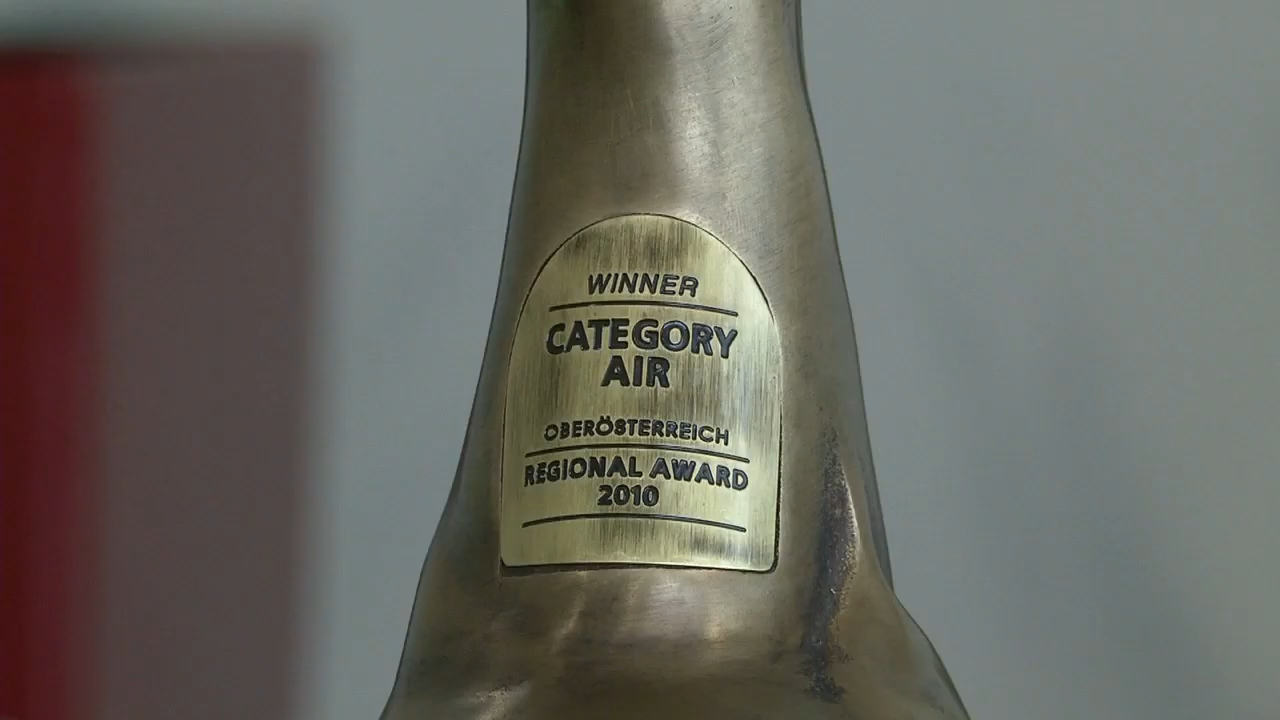 WINNER
CATEGORY
AIR
OBERÖSTERREICH
REGIONAL AWARD
2010